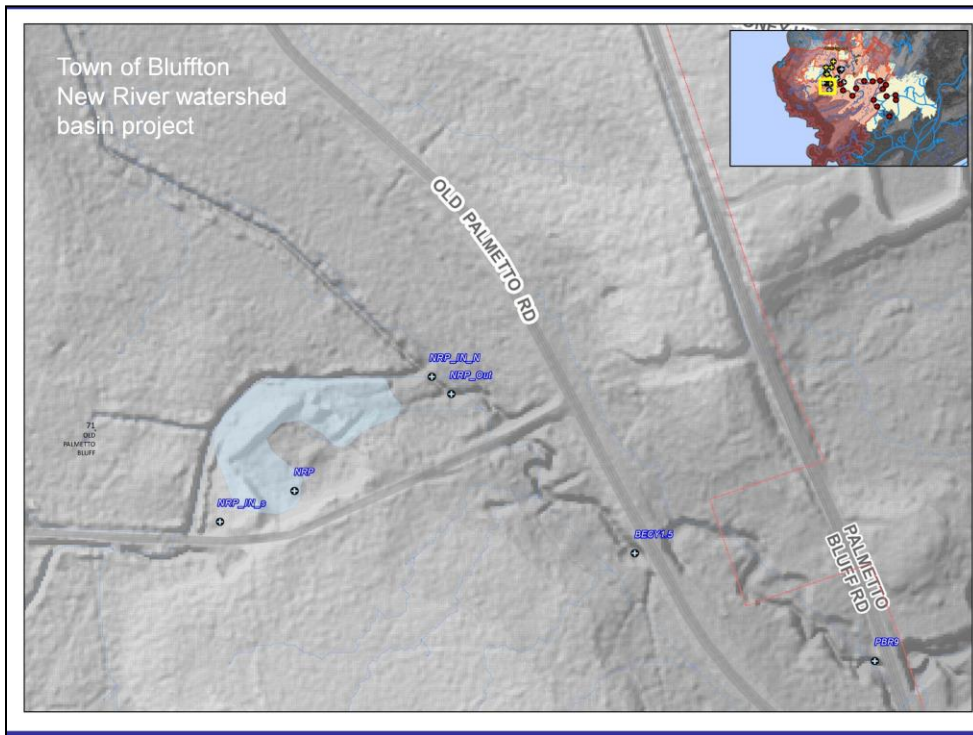 Town of Bluffton
New River watershed
basin project
OLD PALMETTO RD
NRP_IN_N
NRP_Out
71
OLD
PALMETTO
BLUFF
NRP
NRP_IN_s
BECY1.5
PALMETTO
BLUFF RD
PBR9